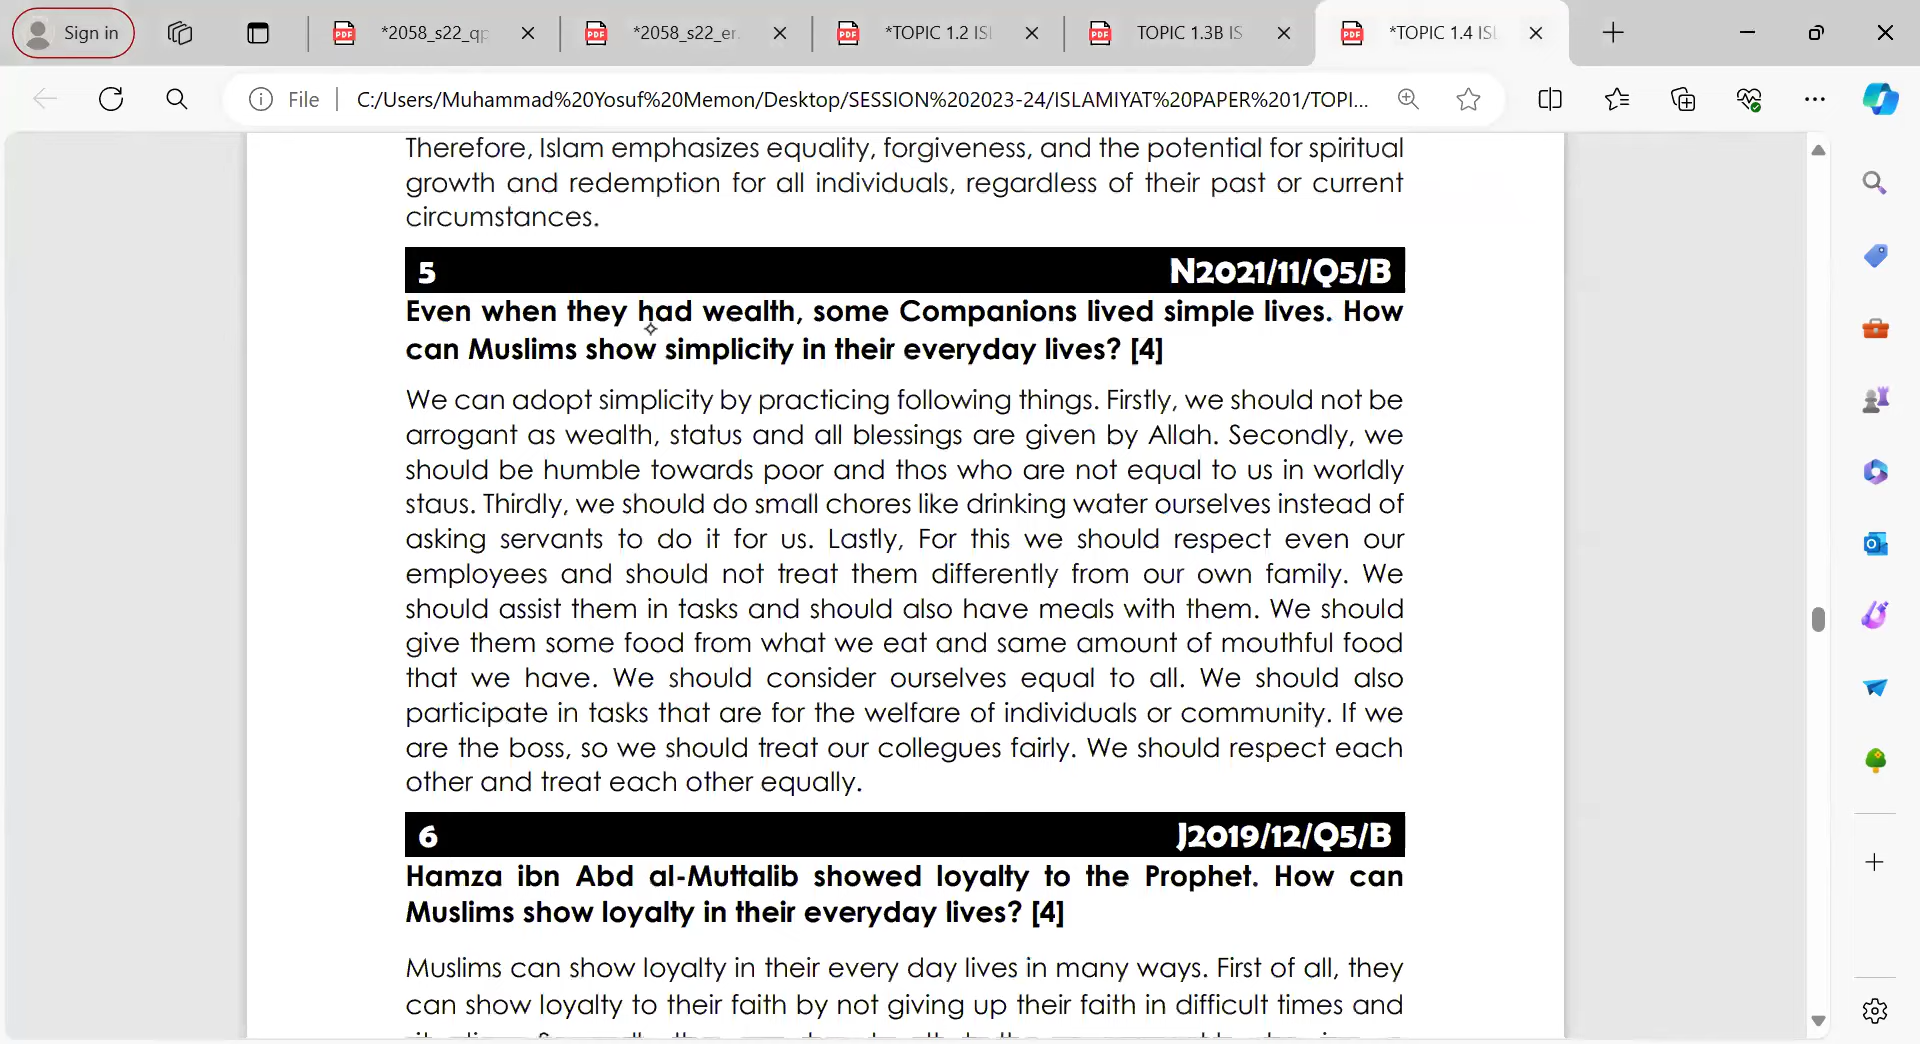 Sign in
*2058_s22_qp
*2058_s22_er.
*TOPIC 1.2 ISL
TOPIC 1.3B IS
*TOPIC 1.4 ISL
File
C:/Users/Muhammad%20Yosuf%20Memon/Desktop/SESSION%202023-24/ISLAMIYAT%20PAPER%201/TOPI...
Therefore, Islam emphasizes equality, forgiveness, and the potential for spiritual
growth and redemption for all individuals, regardless of their past or current
circumstances.
5 N2021/11/Q5/B
Even when they had wealth, some Companions lived simple lives. How
can Muslims show simplicity in their everyday lives? [4]
We can adopt simplicity by practicing following things. Firstly, we should not be
arrogant as wealth, status and all blessings are given by Allah. Secondly, we
should be humble towards poor and thos who are not equal to us in worldly
staus. Thirdly, we should do small chores like drinking water ourselves instead of
asking servants to do it for us. Lastly, For this we should respect even our
employees and should not treat them differently from our own family. We
should assist them in tasks and should also have meals with them. We should
give them some food from what we eat and same amount of mouthful food
that we have. We should consider ourselves equal to all. We should also
participate in tasks that are for the welfare of individuals or community. If we
are the boss, so we should treat our collegues fairly. We should respect each
other and treat each other equally.
6 J2019/12/Q5/B
Hamza ibn Abd al-Muttalib showed loyalty to the Prophet. How can
Muslims show loyalty in their everyday lives? [4]
Muslims can show loyalty in their every day lives in many ways. First of all, they
can show loyalty to their faith by not giving up their faith in difficult times and